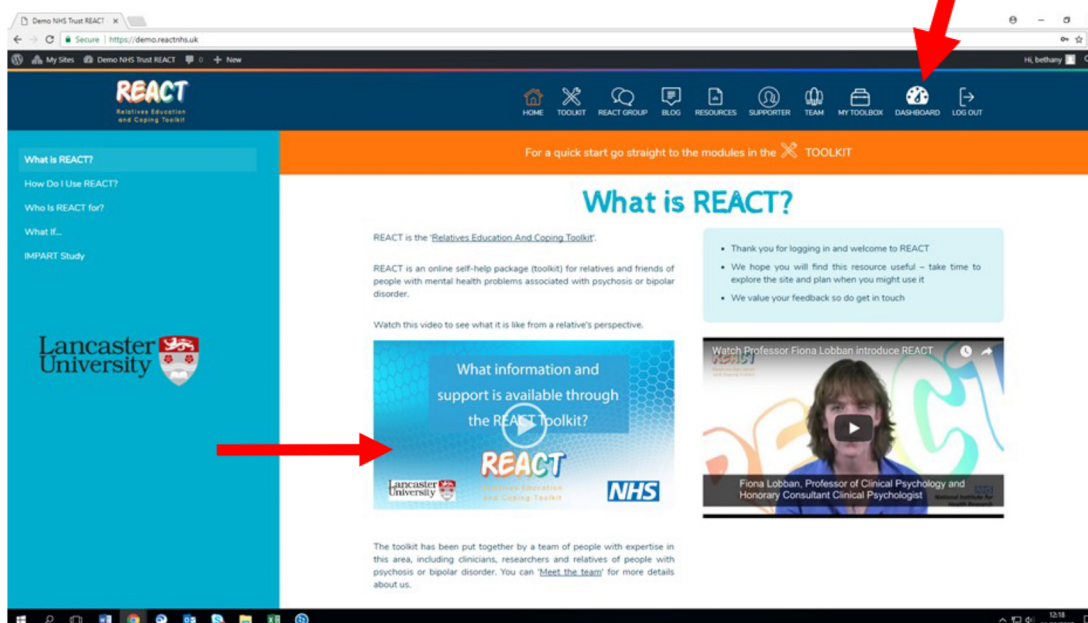 Demo NHS Trust REACT
Secure | https://demo.reactnhs.uk
My Sites Demo NHS Trust REACT 0 + New
Hi, bethany
REACT
Relatives Education
and Coping Toolkit
HOME TOOLKIT REACT GROUP BLOG RESOURCES SUPPORTER TEAM MY TOOLBOX DASHBOARD LOG OUT
For a quick start go straight to the modules in the TOOLKIT
What is REACT?
How Do I Use REACT?
Who Is REACT for?
What If...
IMPART Study
Lancaster
University
What is REACT?
REACT is the 'Relatives Education And Coping Toolkit'.
REACT is an online self-help package (toolkit) for relatives and friends of
people with mental health problems associated with psychosis or bipolar
disorder.
Watch this video to see what it is like from a relative's perspective.
What information and
support is available through
the REACT Toolkit?
REACT
Relatives Education
and Coping Toolkit
Lancaster
University
NHS
The toolkit has been put together by a team of people with expertise in
this area, including clinicians, researchers and relatives of people with
psychosis or bipolar disorder. You can 'Meet the team' for more details
about us.
• Thank you for logging in and welcome to REACT
• We hope you will find this resource useful – take time to
explore the site and plan when you might use it
• We value your feedback so do get in touch
Watch Professor Fiona Lobban introduce REACT
Fiona Lobban, Professor of Clinical Psychology and
Honorary Consultant Clinical Psychologist
National Institute for
Health Research
12:18